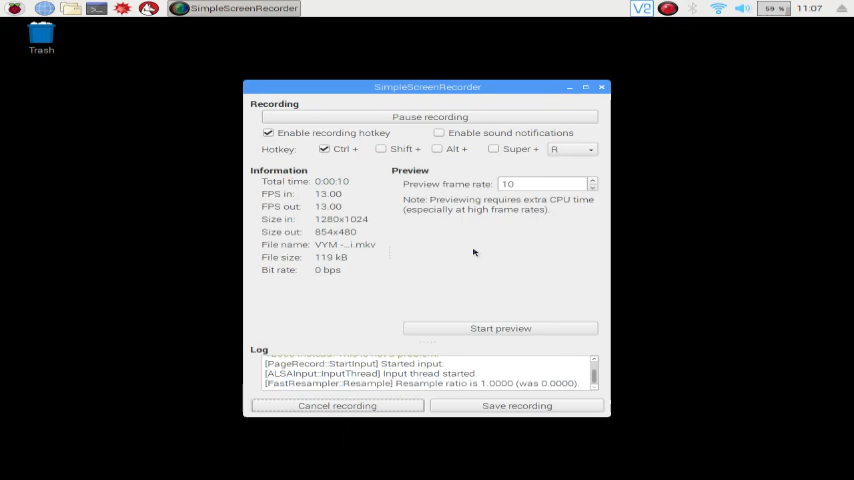 SimpleScreenRecorder
V2
59 %
11:07
Trash
SimpleScreenRecorder
Recording
Pause recording
Enable recording hotkey
Enable sound notifications
Hotkey: Ctrl + Shift + Alt + Super + R
Information
Total time: 0:00:10
FPS in: 13.00
FPS out: 13.00
Size in: 1280x1024
Size out: 854x480
File name: VYM -...i.mkv
File size: 119 kB
Bit rate: 0 bps
Preview
Preview frame rate: 10
Note: Previewing requires extra CPU time
(especially at high frame rates).
Start preview
Log
[PageRecord::StartInput] Started input.
[ALSAInput::InputThread] Input thread started.
[FastResampler::Resample] Resample ratio is 1.0000 (was 0.0000).
Cancel recording
Save recording